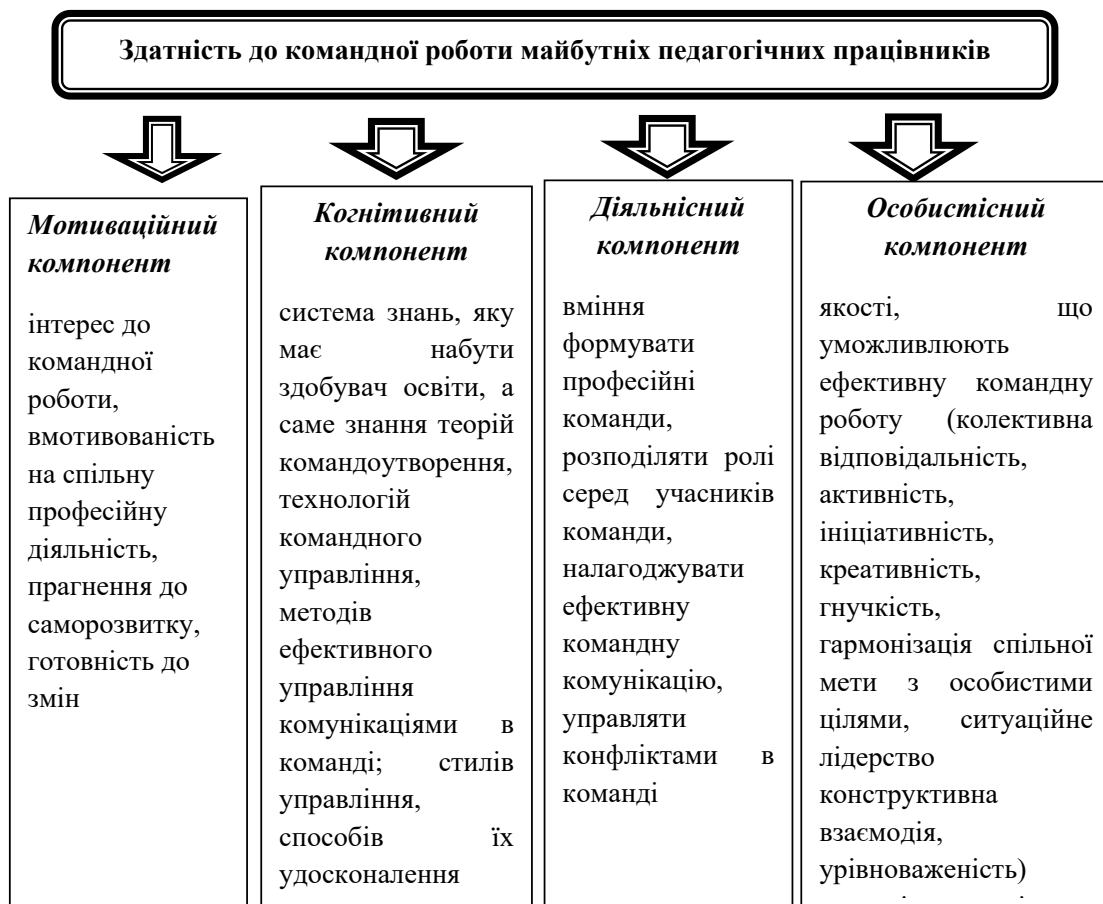 Здатність до командної роботи майбутніх педагогічних працівників
Мотиваційний
компонент
інтерес до
командної
роботи,
вмотивованість
на спільну
професійну
діяльність,
прагнення до
саморозвитку,
готовність до
змін
Когнітивний
компонент
система знань, яку
має набути
здобувач освіти, а
саме знання теорій
командоутворення,
технологій
командного
управління,
методів
ефективного
управління
комунікаціями в
команді; стилів
управління,
способів їх
удосконалення
Діяльнісний
компонент
вміння
формувати
професійні
команди,
розподіляти ролі
серед учасників
команди,
налагоджувати
ефективну
командну
комунікацію,
управляти
конфліктами в
команді
Особистісний
компонент
якості, що
уможливлюють
ефективну командну
роботу (колективна
відповідальність,
активність,
ініціативність,
креативність,
гнучкість,
гармонізація спільної
мети з особистими
цілями, ситуаційне
лідерство
конструктивна
взаємодія,
урівноваженість)